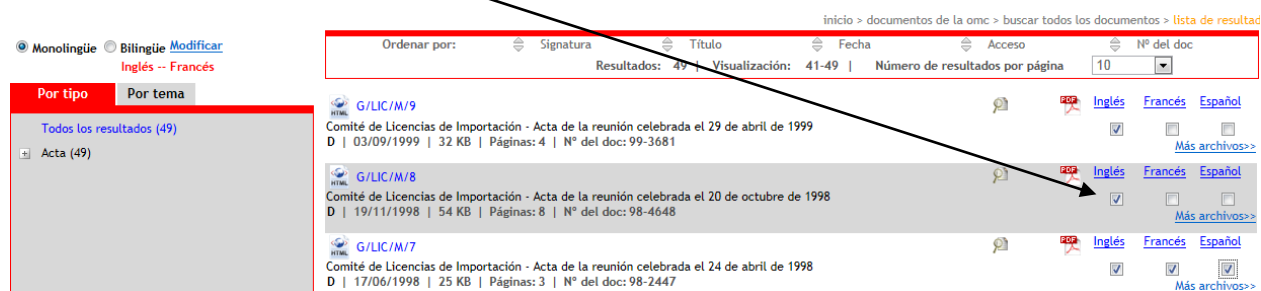 inicio > documentos de la omc > buscar todos los documentos > lista de resultad
Monolingüe Bilingüe Modificar
Inglés -- Francés
Ordenar por: Signatura Título Fecha Acceso Nº del doc
Resultados: 49 | Visualización: 41-49 | Número de resultados por página 10
Por tipo Por tema
Todos los resultados (49)
Acta (49)
HTML G/LIC/M/9 PDF Inglés Francés Español
Comité de Licencias de Importación - Acta de la reunión celebrada el 29 de abril de 1999
D | 03/09/1999 | 32 KB | Páginas: 4 | Nº del doc: 99-3681
Más archivos>>
HTML G/LIC/M/8 PDF Inglés Francés Español
Comité de Licencias de Importación - Acta de la reunión celebrada el 20 de octubre de 1998
D | 19/11/1998 | 54 KB | Páginas: 8 | Nº del doc: 98-4648
Más archivos>>
HTML G/LIC/M/7 PDF Inglés Francés Español
Comité de Licencias de Importación - Acta de la reunión celebrada el 24 de abril de 1998
D | 17/06/1998 | 25 KB | Páginas: 3 | Nº del doc: 98-2447
Más archivos>>